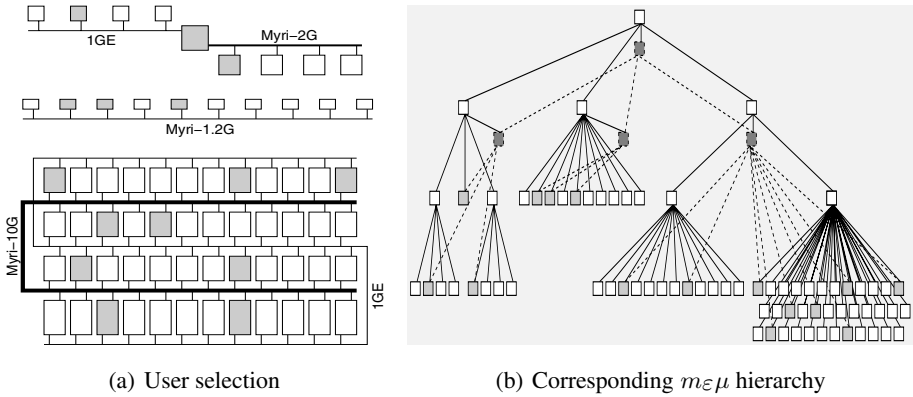 1GE
Myri−2G
Myri−1.2G
Myri−10G
1GE
(a) User selection
(b) Corresponding mεμ hierarchy